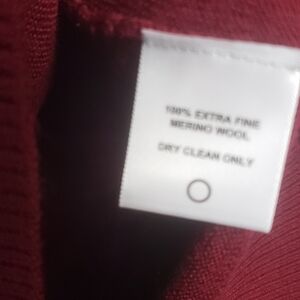 100% EXTRA FINE
MERINO WOOL
DRY CLEAN ONLY